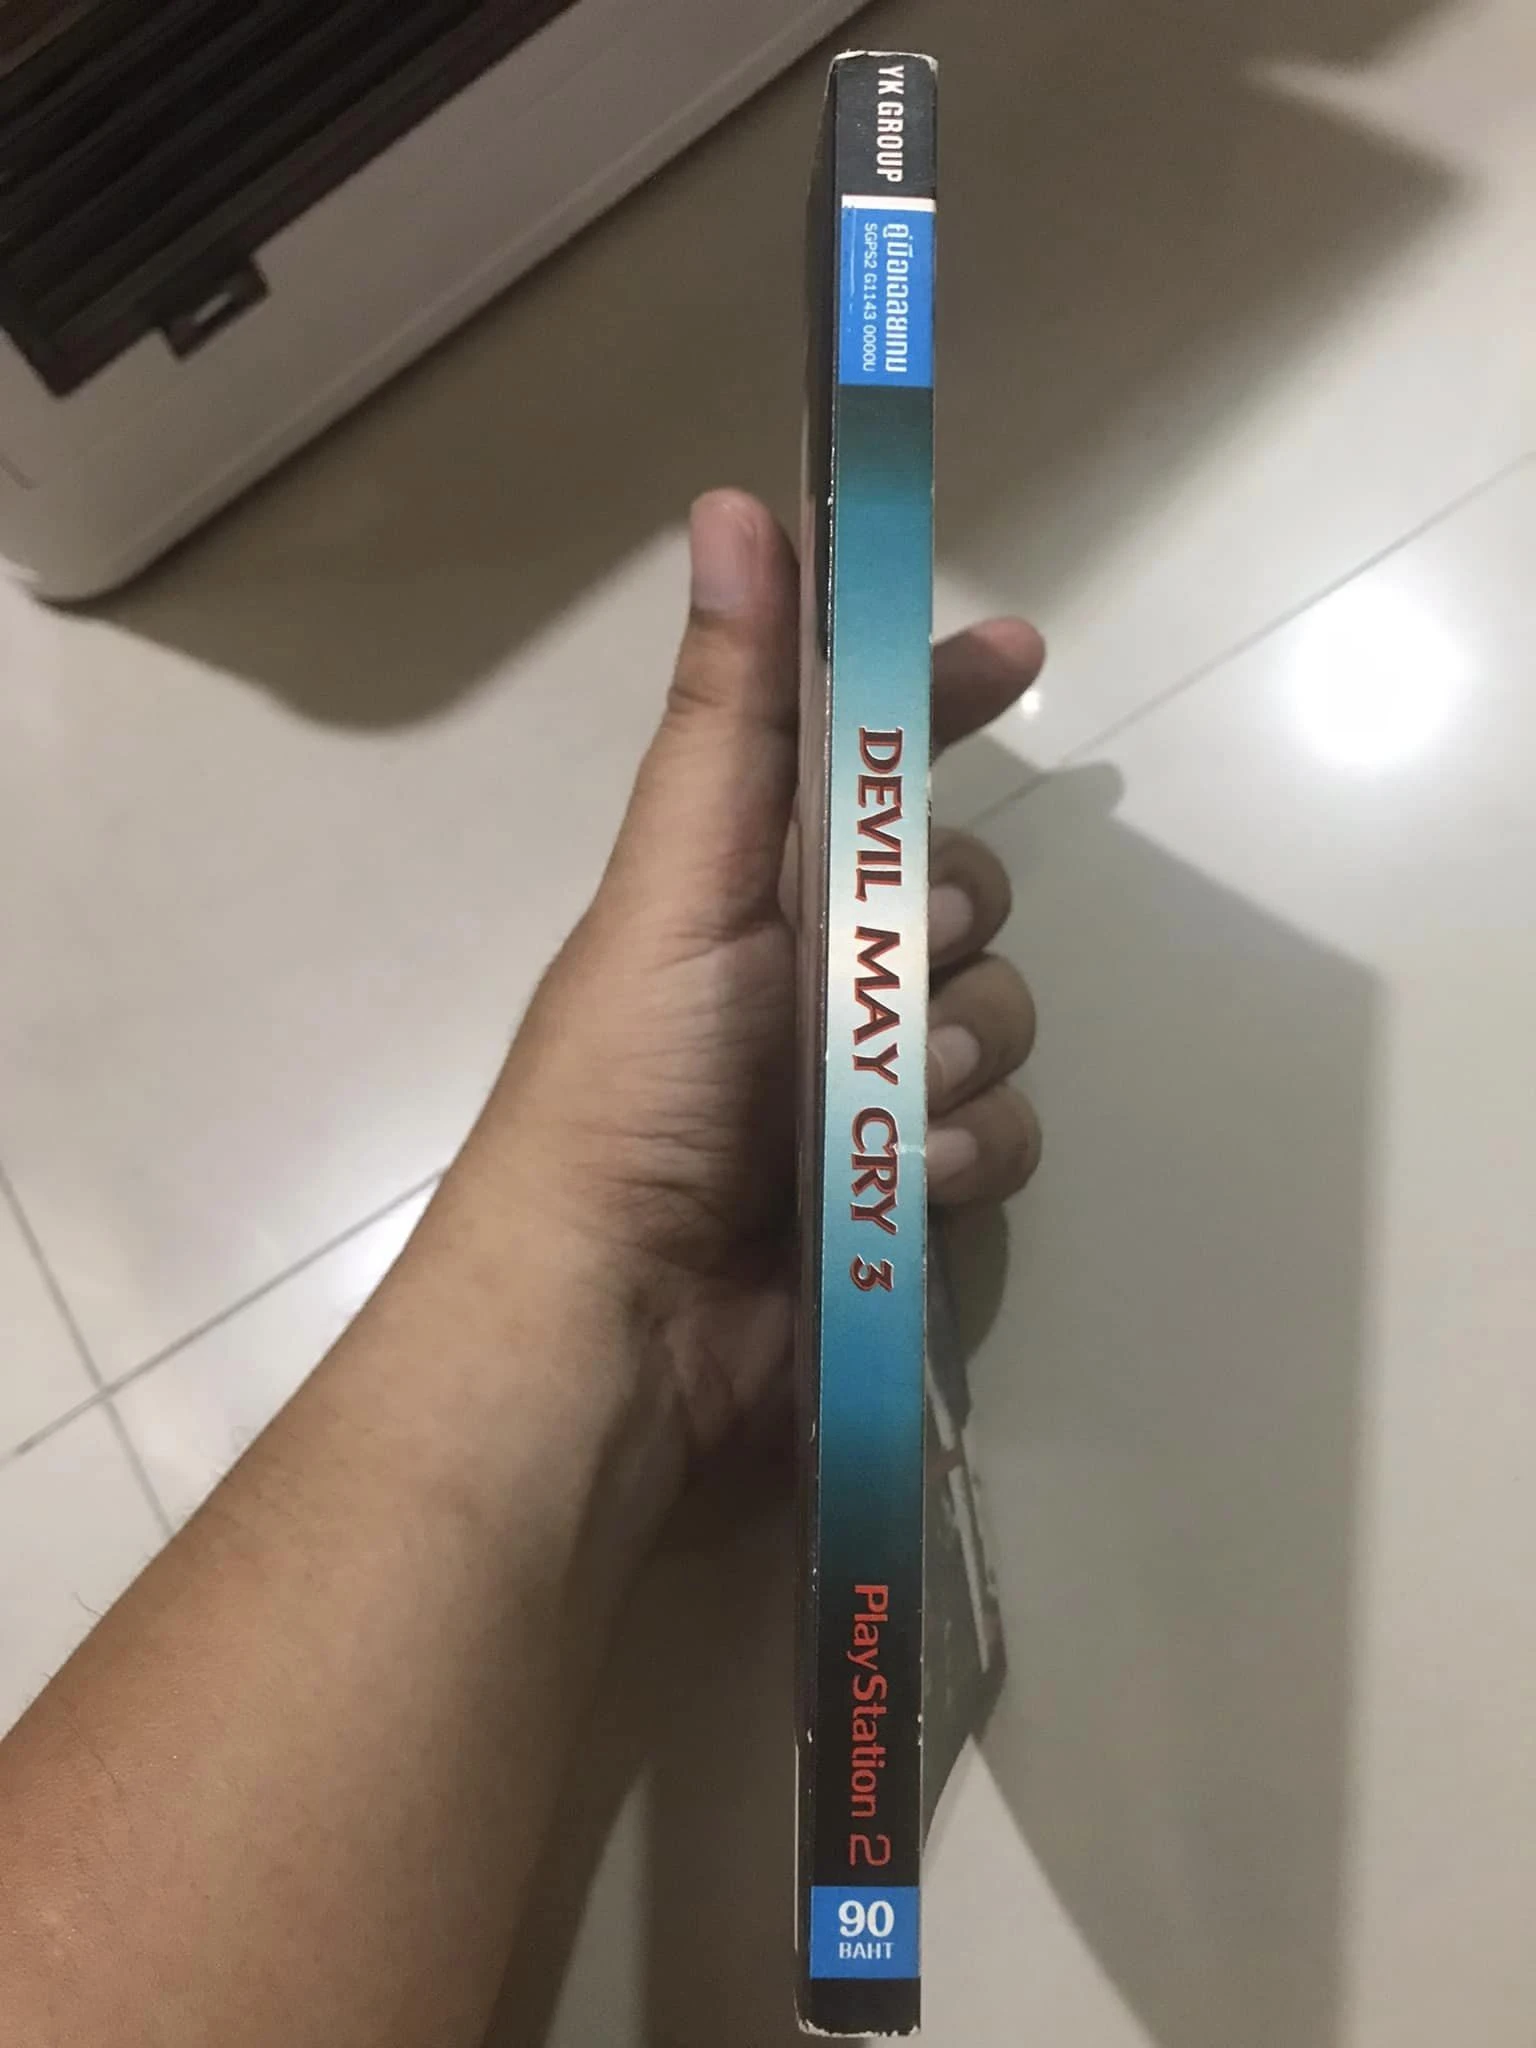 YK GROUP
คู่มือเฉลยเกม
SGPS2 G1143 0000U
DEVIL MAY CRY 3
PlayStation 2
90
BAHT